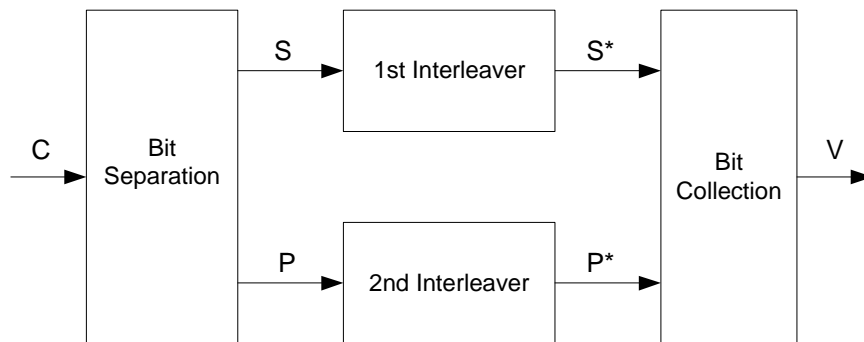 S
1st Interleaver
S*
C
Bit
Separation
Bit
Collection
V
P
2nd Interleaver
P*